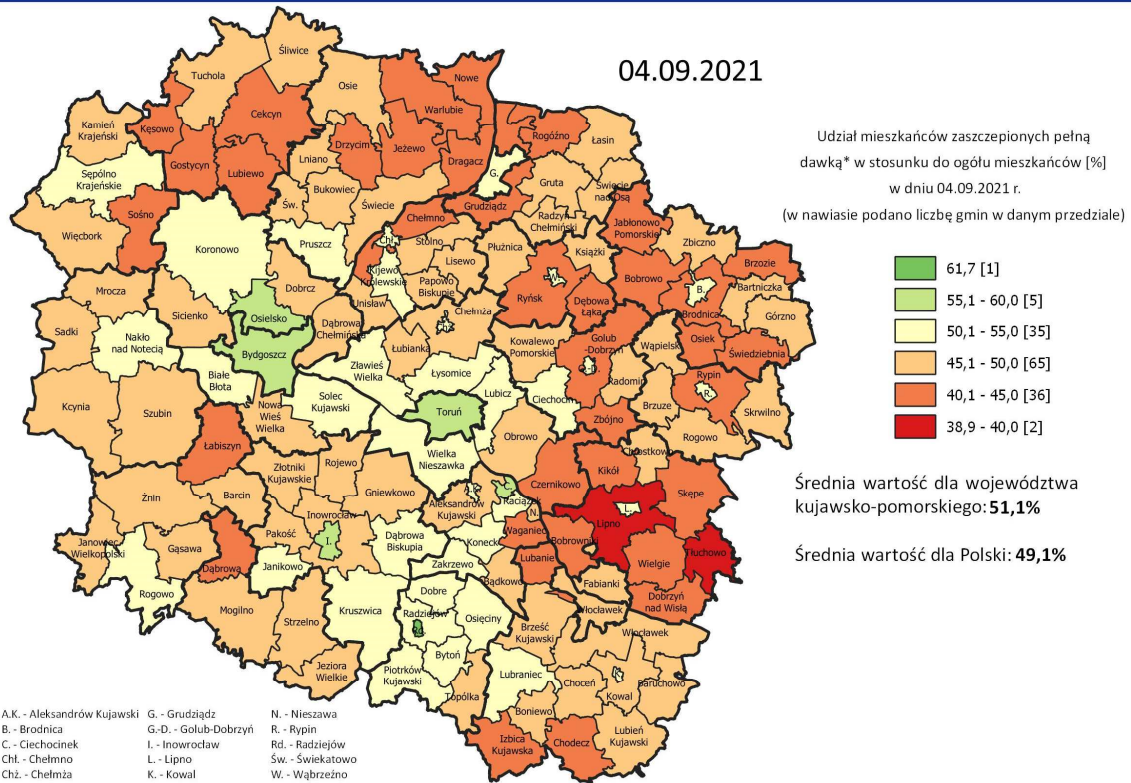 04.09.2021
Udział mieszkańców zaszczepionych pełną
dawką* w stosunku do ogółu mieszkańców [%]
w dniu 04.09.2021 r.
(w nawiasie podano liczbę gmin w danym przedziale)
61,7 [1]
55,1 - 60,0 [5]
50,1 - 55,0 [35]
45,1 - 50,0 [65]
40,1 - 45,0 [36]
38,9 - 40,0 [2]
Średnia wartość dla województwa
kujawsko-pomorskiego: 51,1%
Średnia wartość dla Polski: 49,1%
Śliwice
Tuchola
Osie
Nowe
Warlubie
Cekcyn
Kamień
Krajeński
Kęsowo
Rogóźno
Łasin
Drzycim
Jeżewo
Dragacz
Gostycyn
Lubiewo
Lniano
Sępólno
Krajeńskie
G.
Bukowiec
Gruta
Świecie
nad Osą
Św.
Świecie
Sośno
Więcbork
Chełmno
Grudziądz
Radzyń
Chełmiński
Jabłonowo
Pomorskie
Koronowo
Pruszcz
Chł.
Stolno
Płużnica
Książki
Zbiczno
Lisewo
Kijewo
Królewskie
Papowo
Biskupie
W.
Bobrowo
Brzozie
Bartniczka
B.
Mrocza
Dobrcz
Unisław
Ryńsk
Dębowa
Łąka
Brodnica
Górzno
Sicienko
Osielsko
Chełmża
Chż.
Dąbrowa
Chełmińska
Sadki
Nakło
nad Notecią
Bydgoszcz
Łubianka
Kowalewo
Pomorskie
Golub
-Dobrzyń
Wąpielsk
Osiek
Świedziebnia
Zławieś
Wielka
Łysomice
G.-D.
Radomin
Rypin
R.
Białe
Błota
Solec
Kujawski
Lubicz
Ciechocin
Kcynia
Szubin
Nowa
Wieś
Wielka
Toruń
Brzuze
Skrwilno
Zbójno
Łabiszyn
Obrowo
Rogowo
Wielka
Nieszawka
Chrostkowo
Złotniki
Kujawskie
Rojewo
Czernikowo
Kikół
Żnin
Barcin
Gniewkowo
A.K.
C.
Skępe
Aleksandrów
Kujawski
Raciążek
N.
L.
Inowrocław
Pakość
I.
Lipno
Waganiec
Bobrowniki
Tłuchowo
Janowiec
Wielkopolski
Gąsawa
Dąbrowa
Biskupia
Koneck
Lubanie
Wielgie
Dąbrowa
Janikowo
Zakrzewo
Bądkowo
Fabianki
Rogowo
Dobre
Dobrzyń
nad Wisłą
Mogilno
Strzelno
Kruszwica
Radziejów
Osięciny
Włocławek
Rd.
Brześć
Kujawski
Włocławek
Bytoń
Jeziora
Wielkie
Piotrków
Kujawski
Lubraniec
Choceń
Kowal
Baruchowo
Topólka
Boniewo
Lubień
Kujawski
Izbica
Kujawska
Chodecz
A.K. - Aleksandrów Kujawski
B. - Brodnica
C. - Ciechocinek
Chł. - Chełmno
Chż. - Chełmża
G. - Grudziądz
G.-D. - Golub-Dobrzyń
I. - Inowrocław
L. - Lipno
K. - Kowal
N. - Nieszawa
R. - Rypin
Rd. - Radziejów
Św. - Świekatowo
W. - Wąbrzeźno